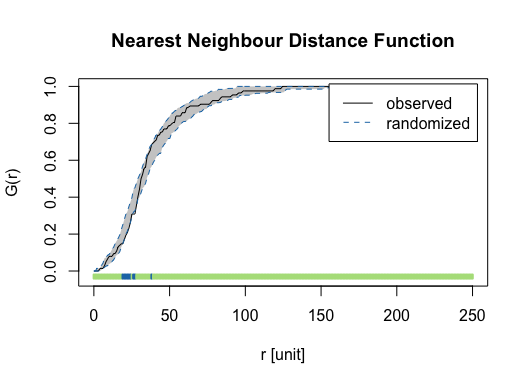 Nearest Neighbour Distance Function
G(r)
0.0 0.2 0.4 0.6 0.8 1.0
observed
randomized
0 50 100 150 200 250
r [unit]